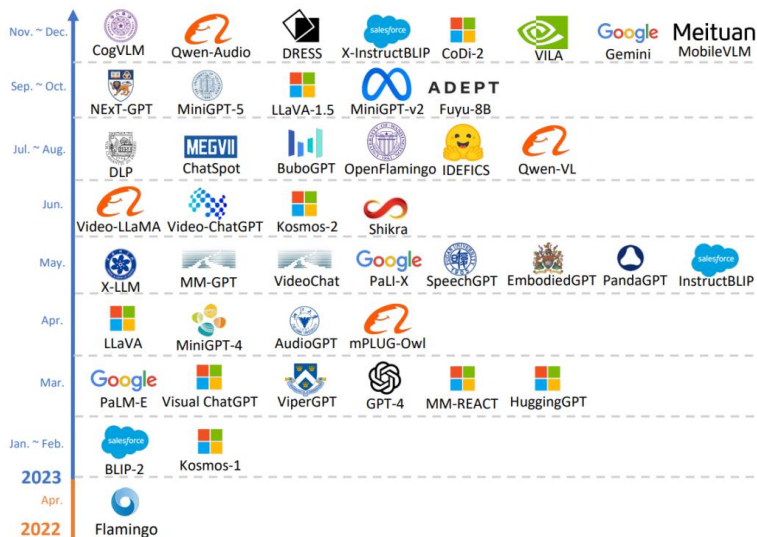 Nov. ~ Dec.
salesforce
Google
Meituan
CogVLM Qwen-Audio DRESS X-InstructBLIP CoDi-2 VILA Gemini MobileVLM
Sep. ~ Oct.
ADEPT
NExT-GPT MiniGPT-5 LLaVA-1.5 MiniGPT-v2 Fuyu-8B
Jul. ~ Aug.
MEGVII
DLP ChatSpot BuboGPT OpenFlamingo IDEFICS Qwen-VL
Jun.
Video-LLaMA Video-ChatGPT Kosmos-2 Shikra
May.
Google
salesforce
X-LLM MM-GPT VideoChat PaLI-X SpeechGPT EmbodiedGPT PandaGPT InstructBLIP
Apr.
LLaVA MiniGPT-4 AudioGPT mPLUG-Owl
Mar.
Google
PaLM-E Visual ChatGPT ViperGPT GPT-4 MM-REACT HuggingGPT
Jan. ~ Feb.
salesforce
BLIP-2 Kosmos-1
2023
Apr.
2022
Flamingo